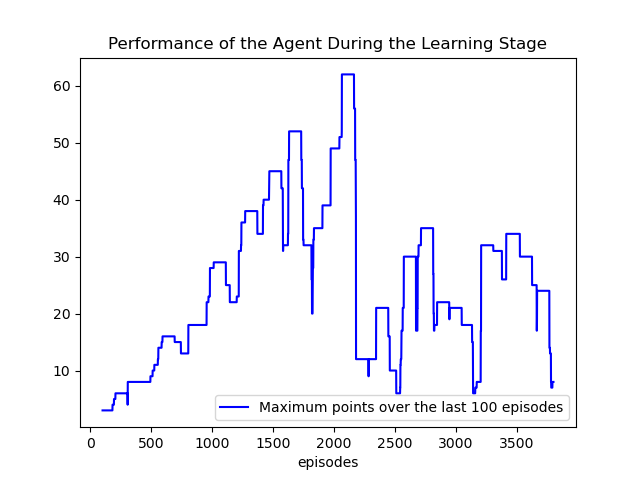 Performance of the Agent During the Learning Stage
60
50
40
30
20
10
Maximum points over the last 100 episodes
0 500 1000 1500 2000 2500 3000 3500
episodes